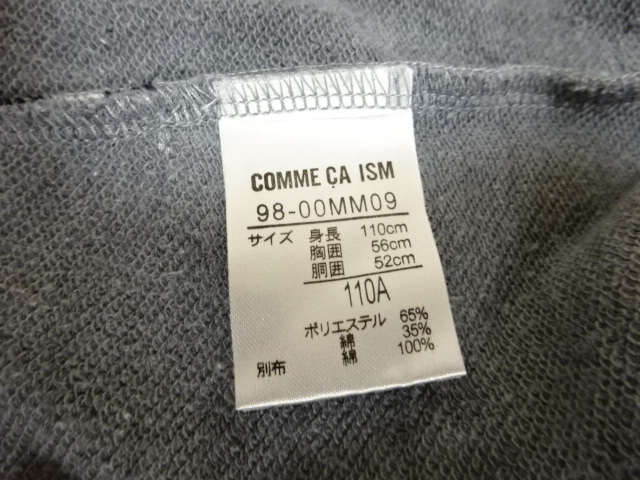 COMME ÇA ISM
98-00MM09
サイズ 身長 110cm
胸囲 56cm
胴囲 52cm
110A
ポリエステル 65%
綿 35%
別布 綿 100%